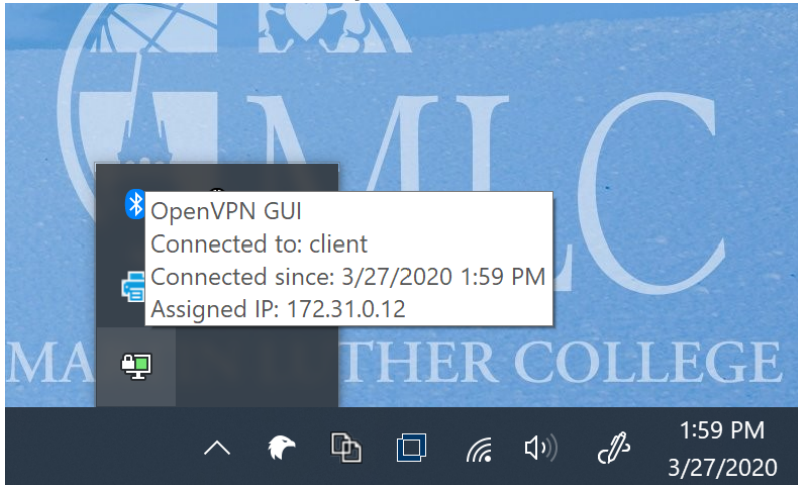 MLC
OpenVPN GUI
Connected to: client
Connected since: 3/27/2020 1:59 PM
Assigned IP: 172.31.0.12
MA THER COLLEGE
1:59 PM
3/27/2020